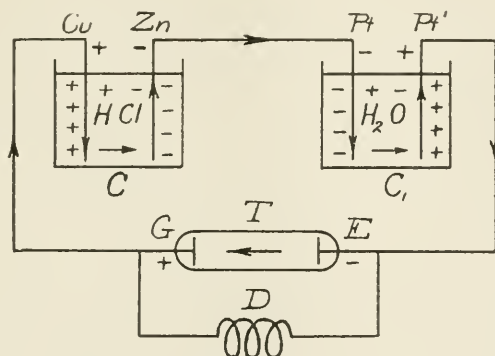 Cu + - Zn Pt - + Pt'
+ + - - - - + +
+ HCl - - H₂O +
+ - - +
+ - - +
C C₁
G T E
+ -
D